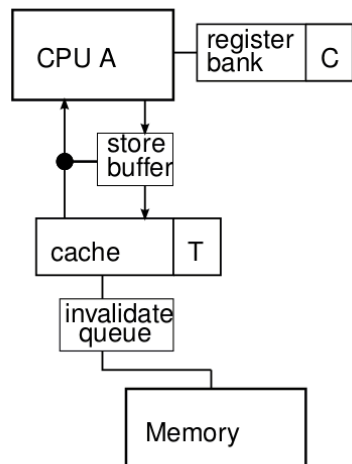 CPU A
register
bank
C
store
buffer
cache
T
invalidate
queue
Memory